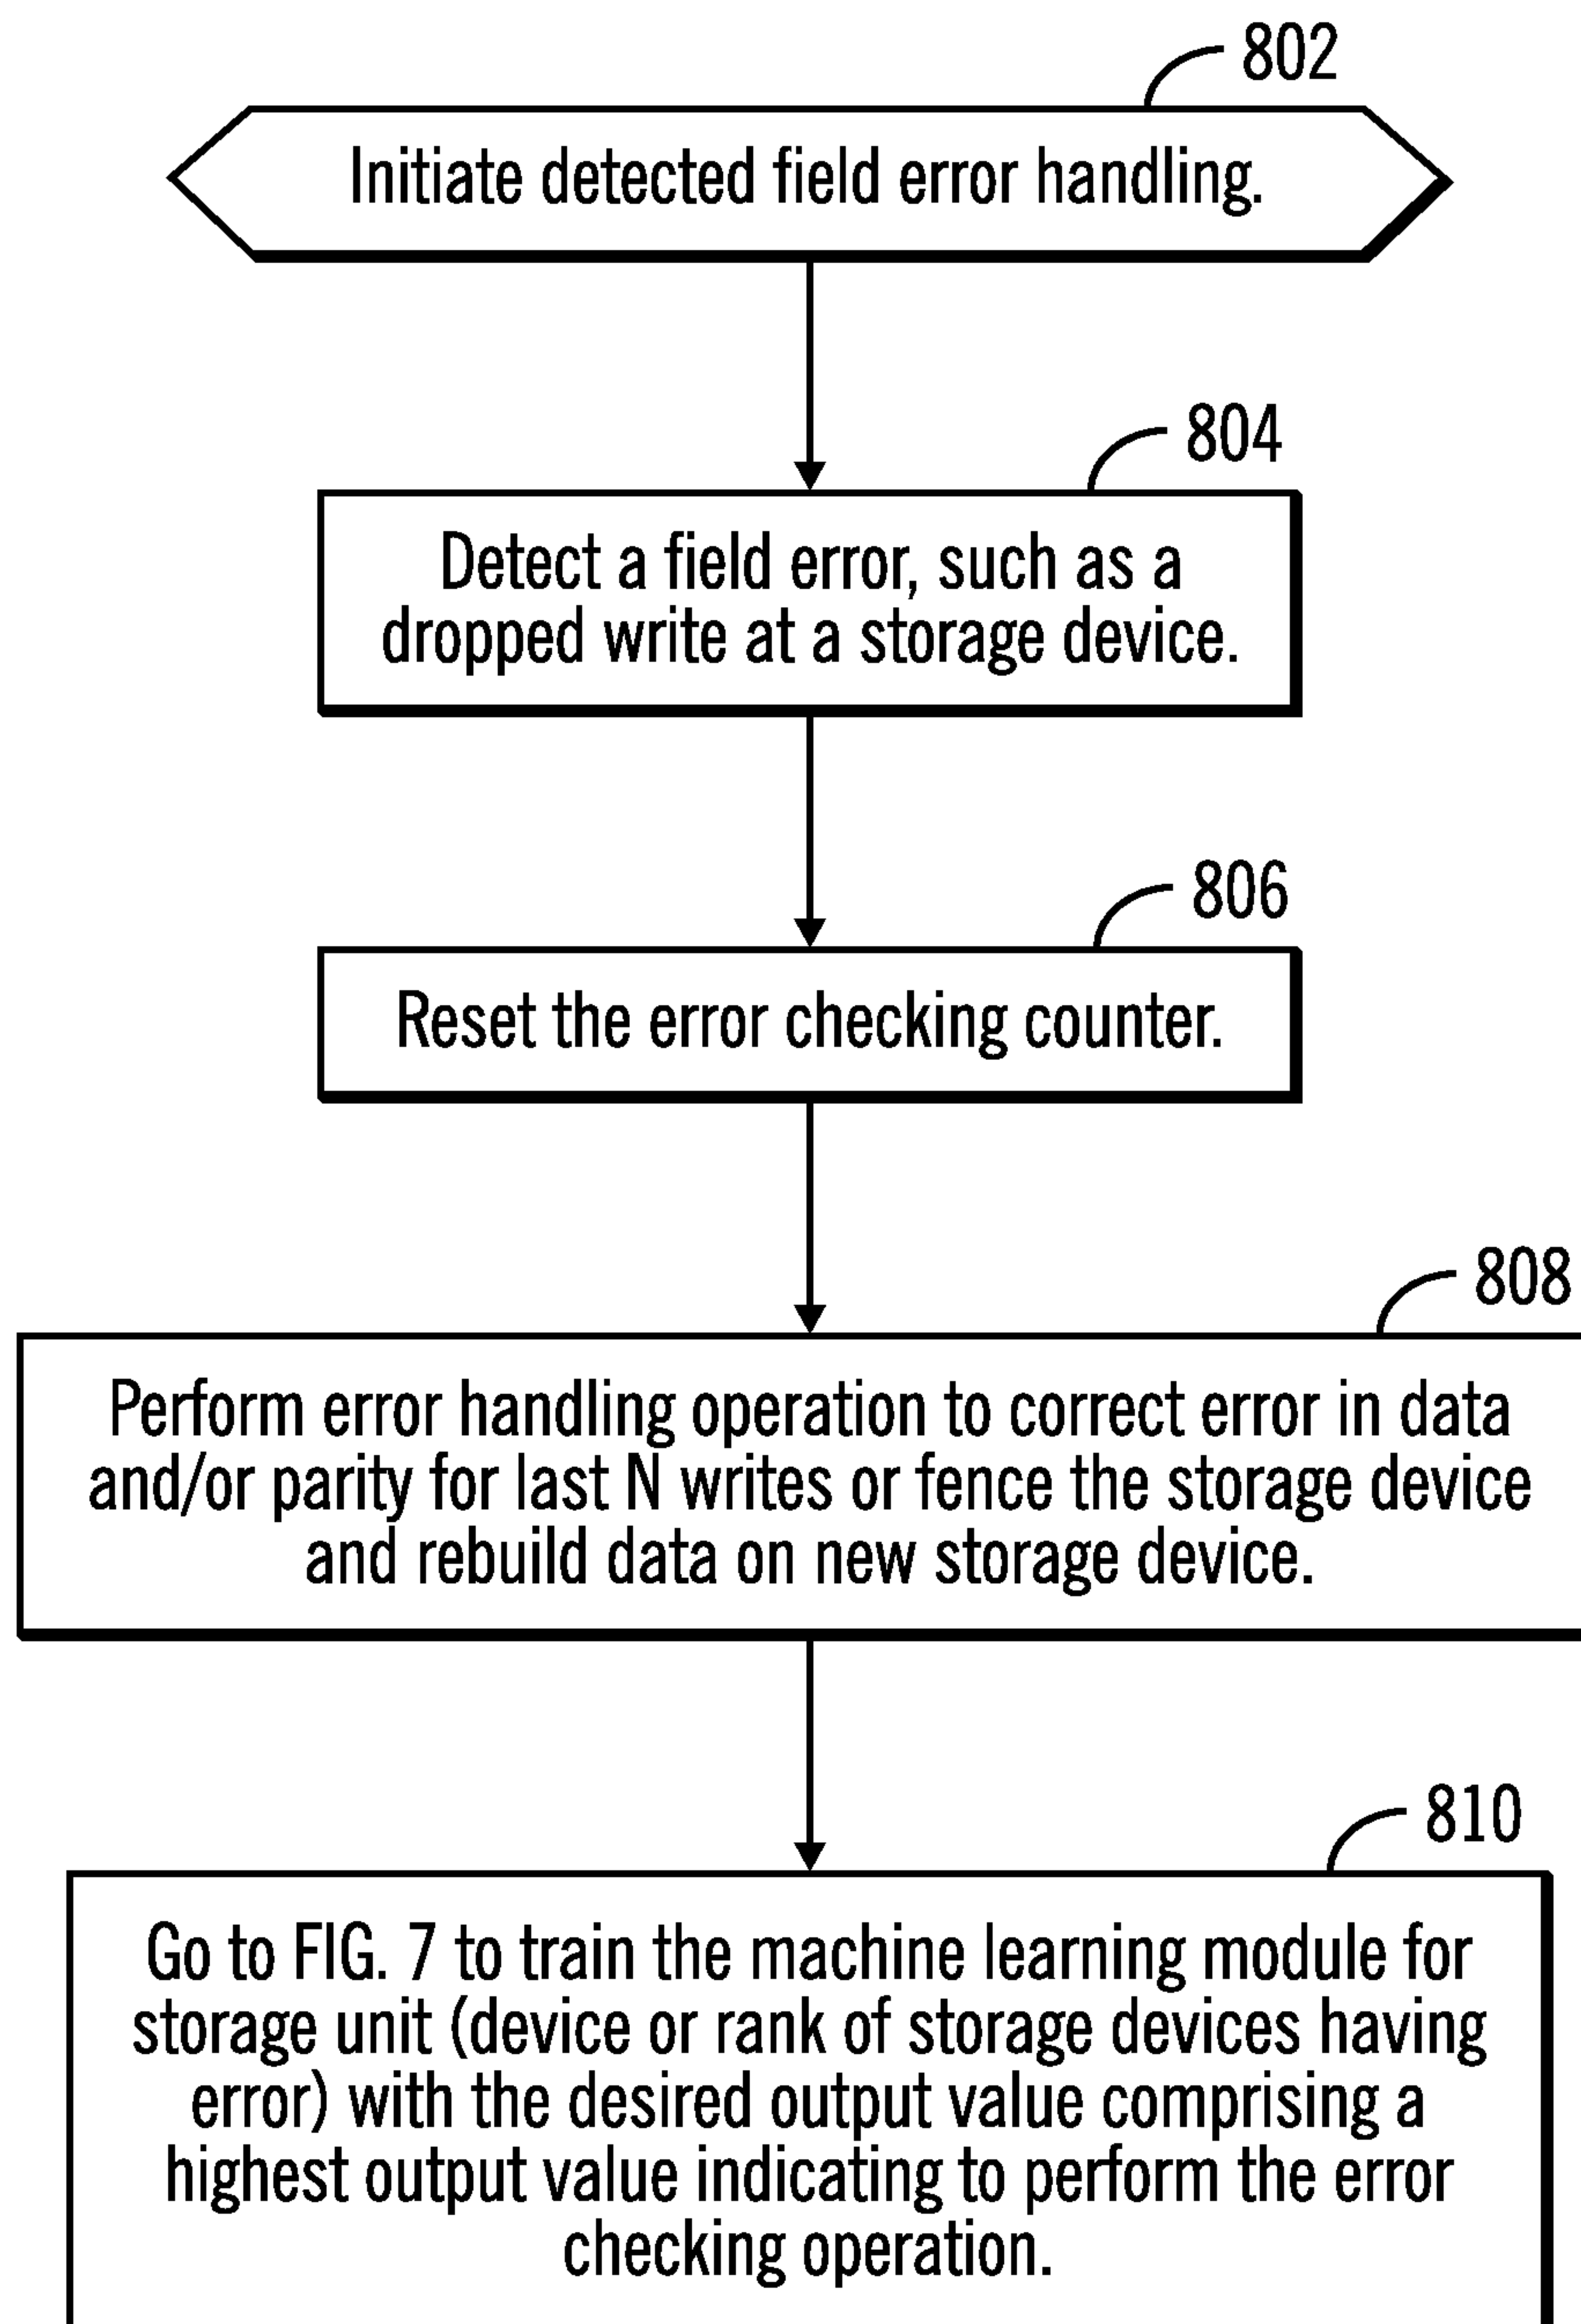 802
Initiate detected field error handling.
804
Detect a field error, such as a
dropped write at a storage device.
806
Reset the error checking counter.
808
Perform error handling operation to correct error in data
and/or parity for last N writes or fence the storage device
and rebuild data on new storage device.
810
Go to FIG. 7 to train the machine learning module for
storage unit (device or rank of storage devices having
error) with the desired output value comprising a
highest output value indicating to perform the error
checking operation.